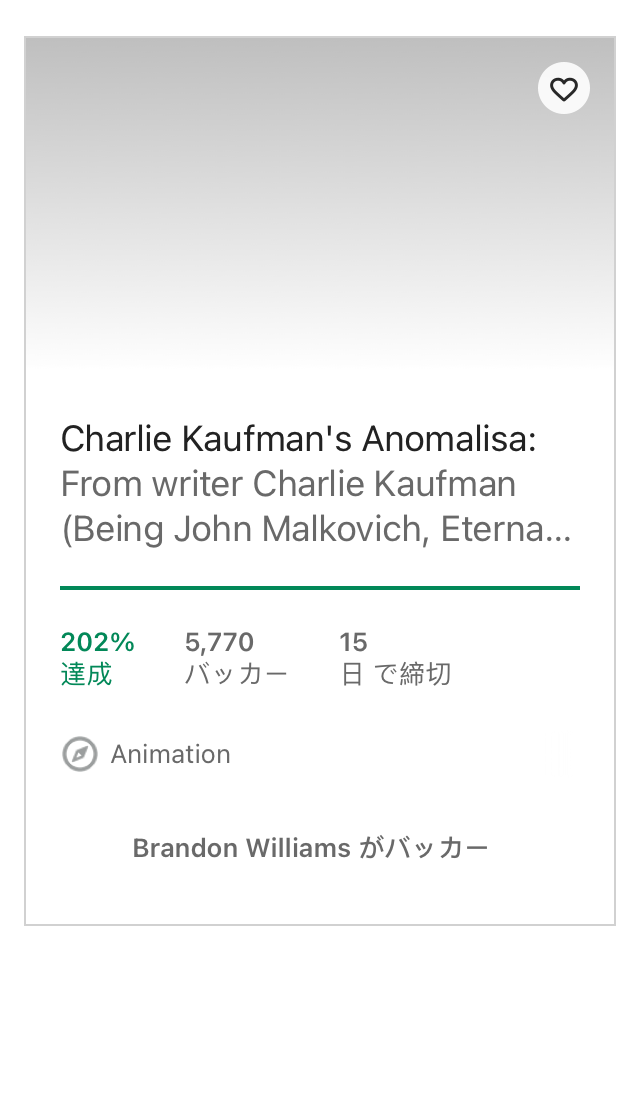 Charlie Kaufman's Anomalisa:
From writer Charlie Kaufman
(Being John Malkovich, Eterna...
202% 5,770 15
達成 バッカー 日 で締切
Animation
Brandon Williams がバッカー